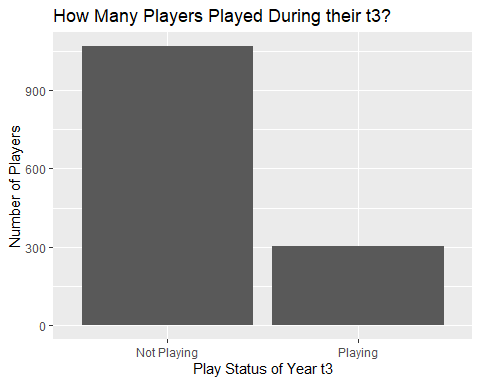 How Many Players Played During their t3?
Number of Players
900
600
300
0
Not Playing
Playing
Play Status of Year t3